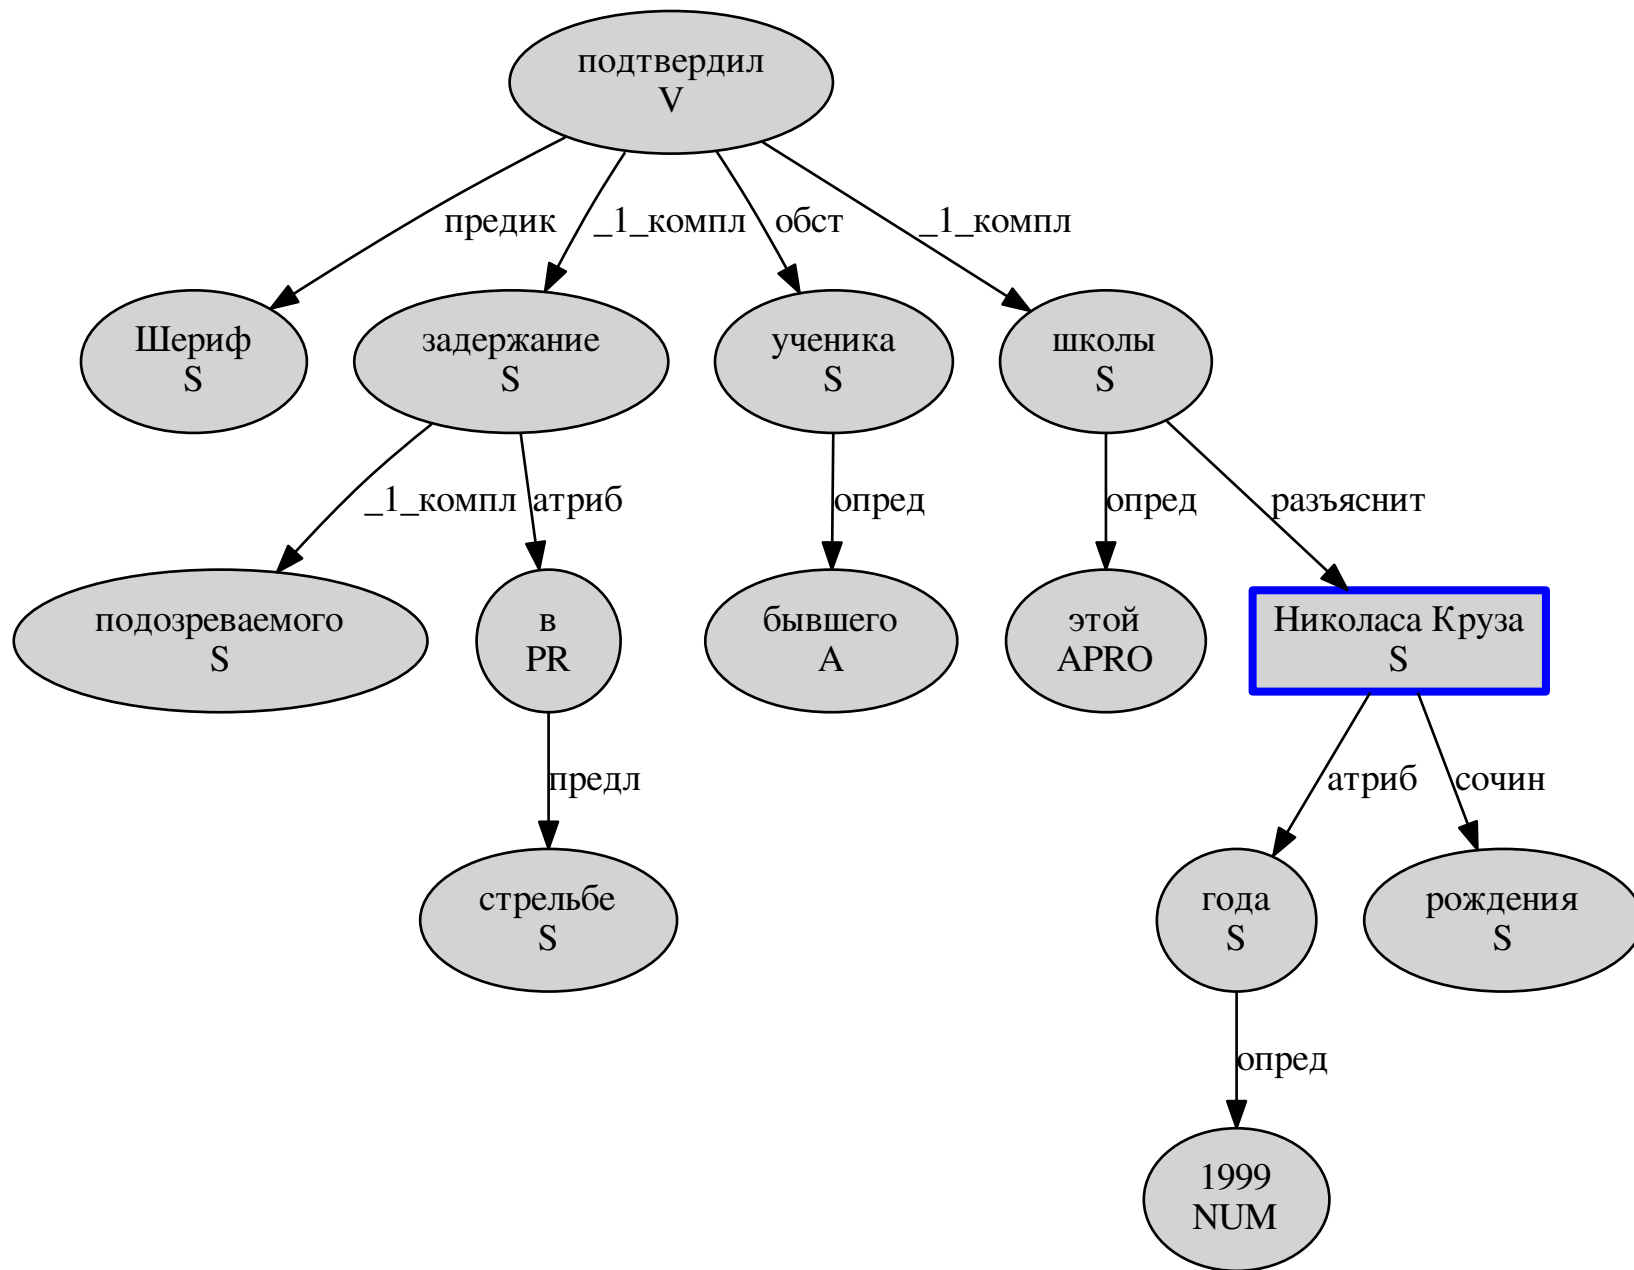 подтвердил
V
предик
_1_компл
обст
_1_компл
Шериф
S
задержание
S
ученика
S
школы
S
_1_компл
атриб
опред
опред
разъяснит
подозреваемого
S
в
PR
бывшего
A
этой
APRO
Николаса Круза
S
предл
атриб
сочин
стрельбе
S
года
S
рождения
S
опред
1999
NUM